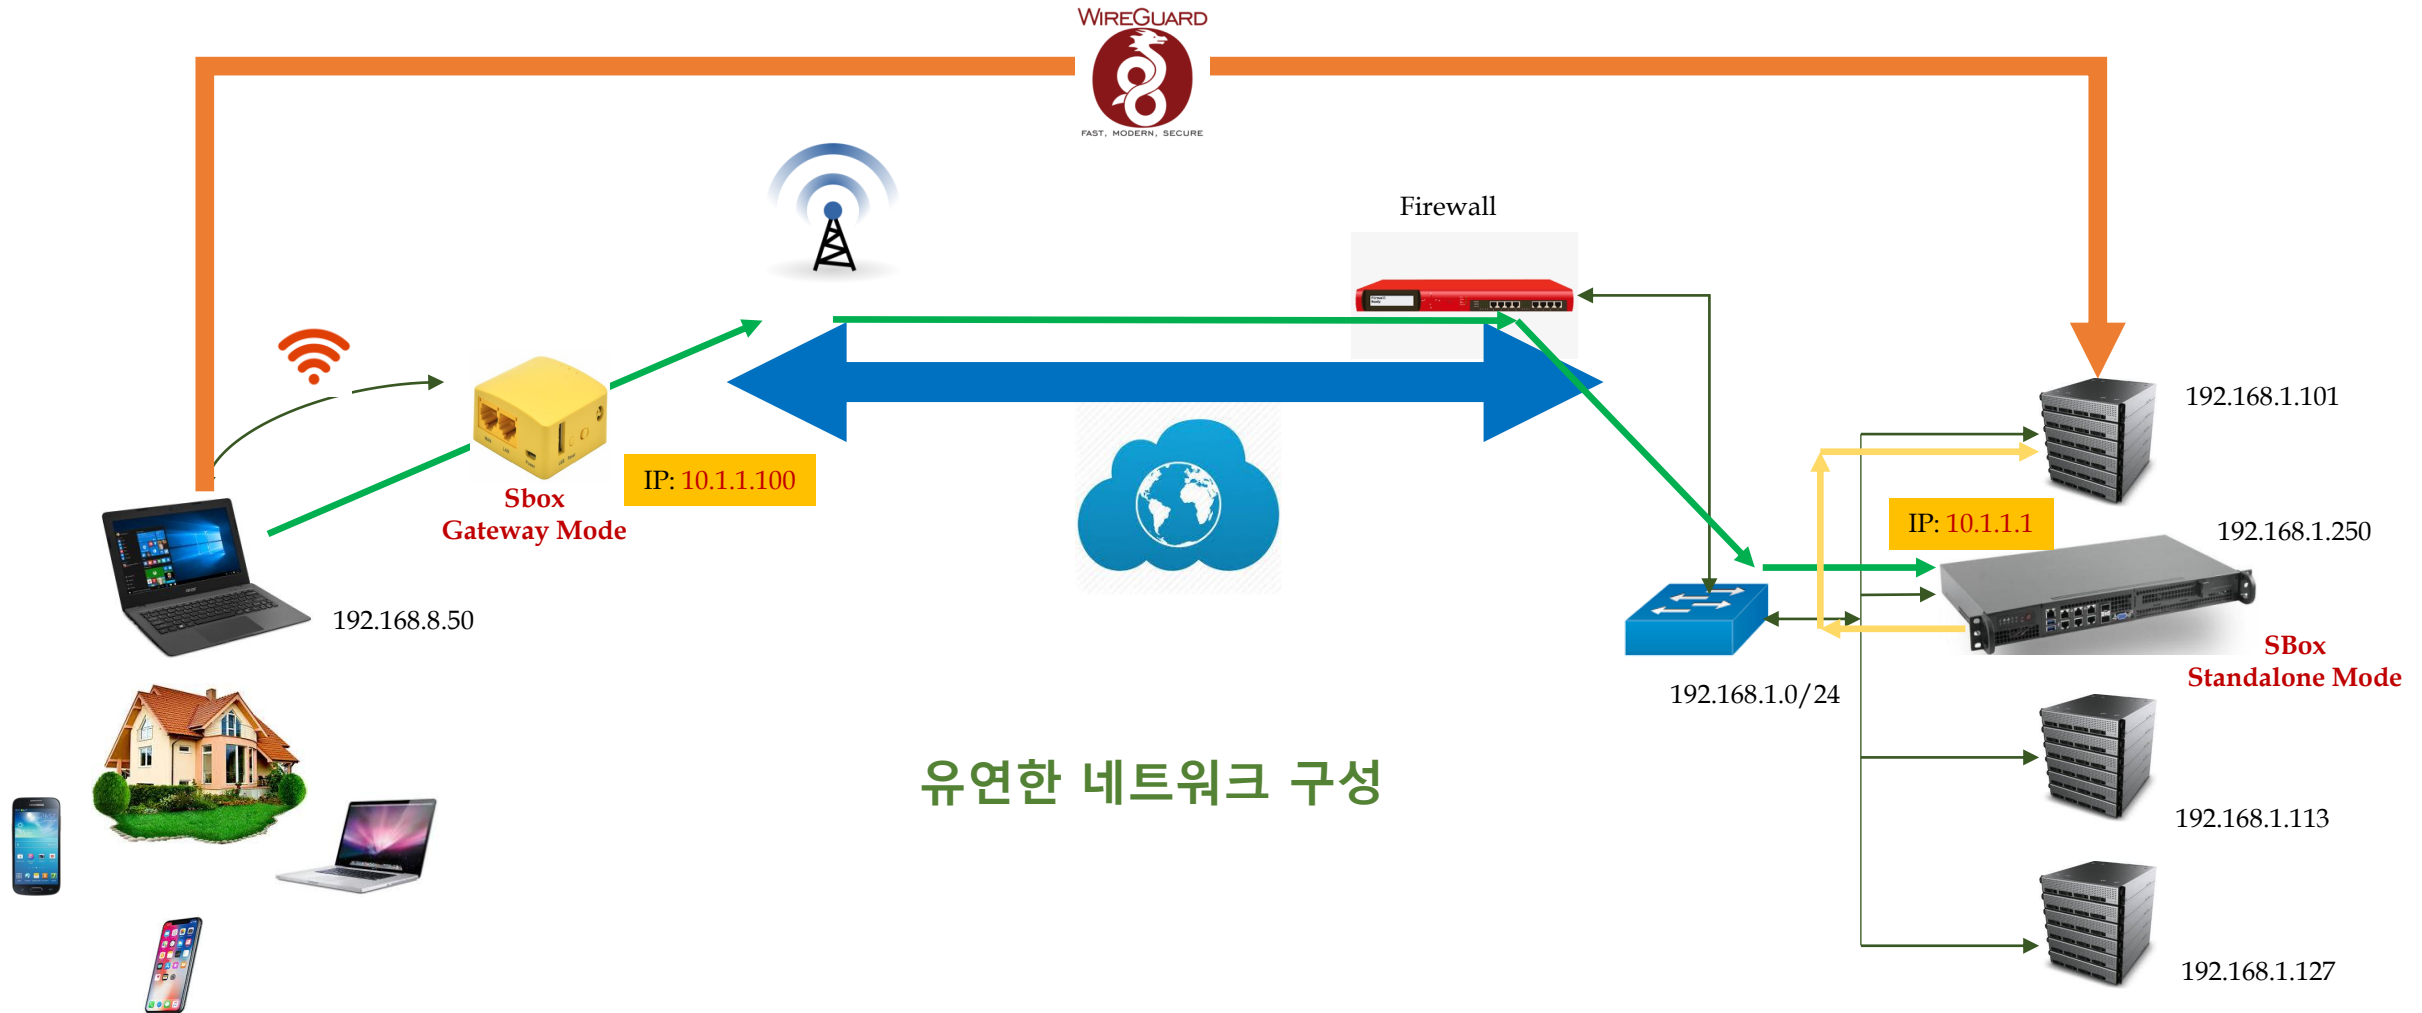 WIREGUARD
FAST, MODERN, SECURE
Firewall
192.168.1.101
IP: 10.1.1.100
Sbox
Gateway Mode
IP: 10.1.1.1
192.168.1.250
192.168.8.50
SBox
Standalone Mode
192.168.1.0/24
유연한 네트워크 구성
192.168.1.113
192.168.1.127